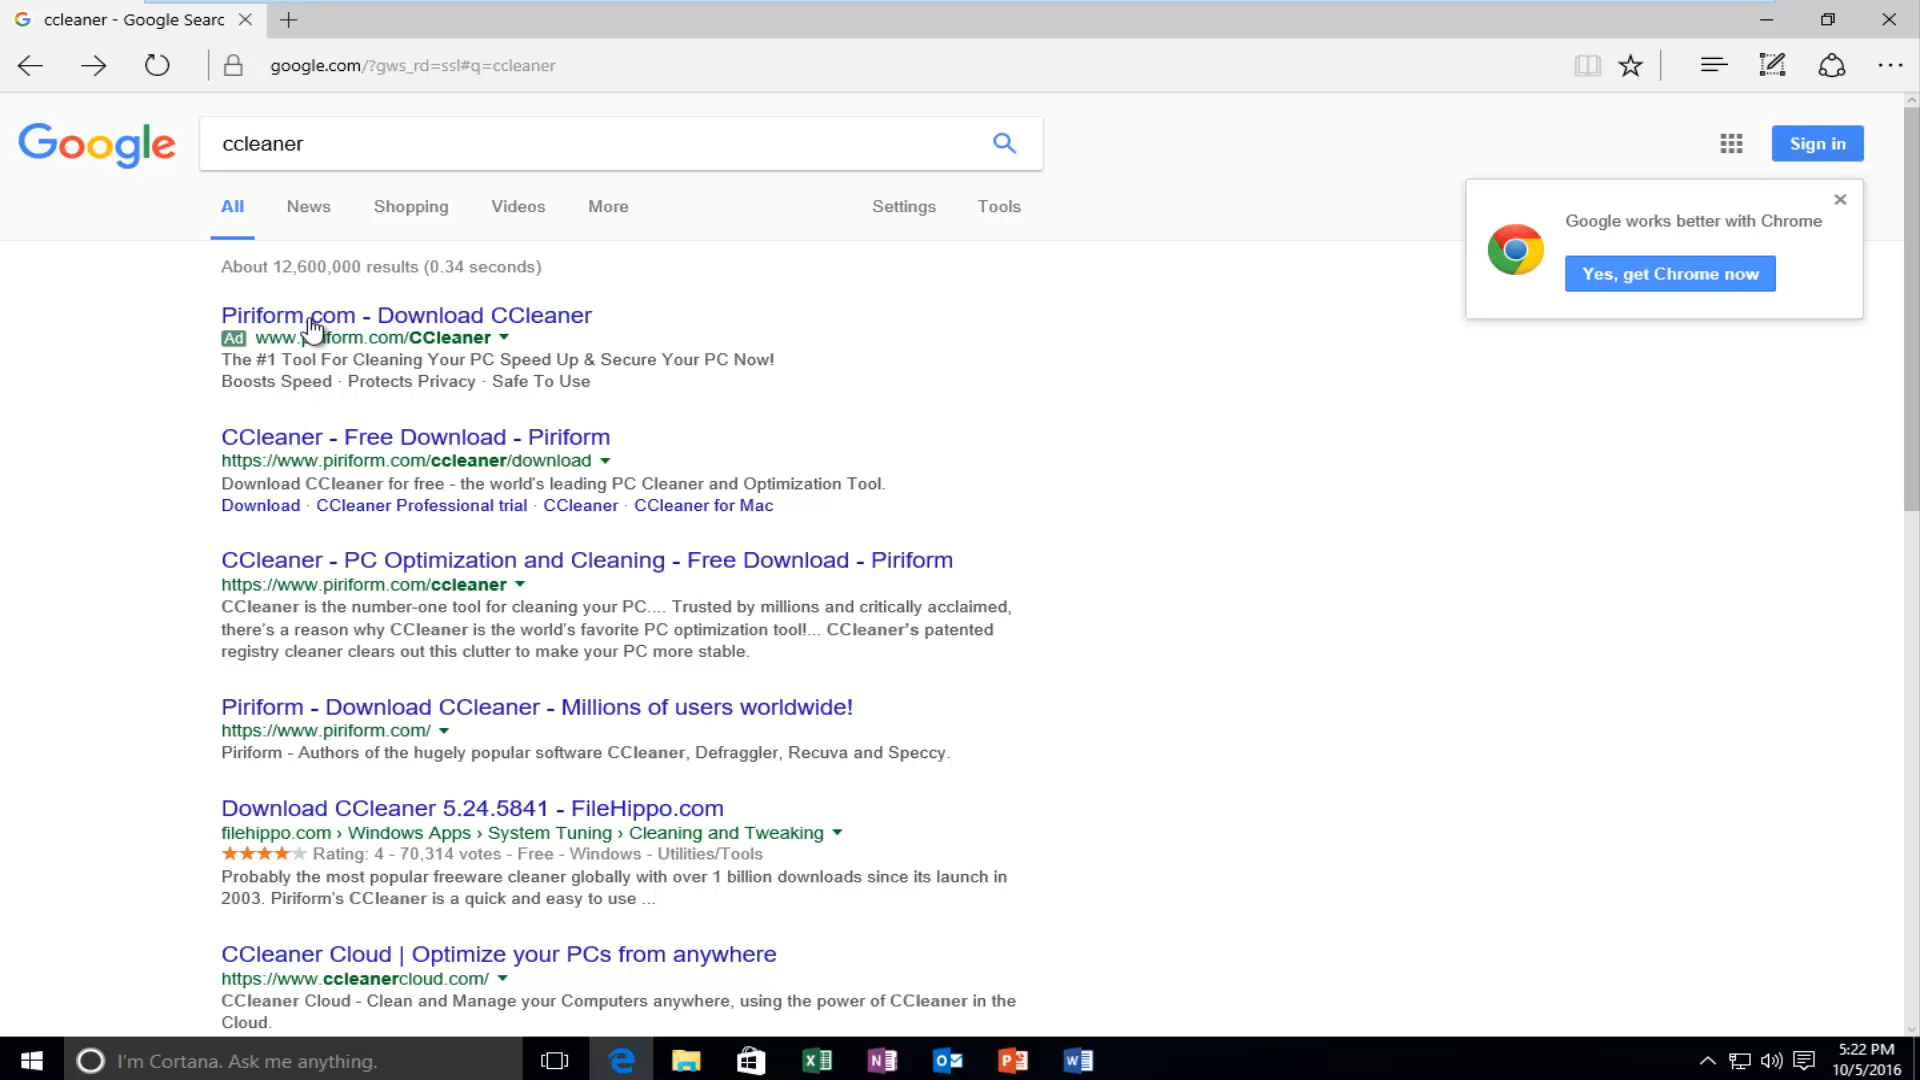 ccleaner - Google Searc
google.com/?gws_rd=ssl#q=ccleaner
Google
ccleaner
Sign in
All News Shopping Videos More Settings Tools
Google works better with Chrome
Yes, get Chrome now
About 12,600,000 results (0.34 seconds)
Piriform.com - Download CCleaner
Ad www.piriform.com/CCleaner
The #1 Tool For Cleaning Your PC Speed Up & Secure Your PC Now!
Boosts Speed · Protects Privacy · Safe To Use
CCleaner - Free Download - Piriform
https://www.piriform.com/ccleaner/download
Download CCleaner for free - the world's leading PC Cleaner and Optimization Tool.
Download · CCleaner Professional trial · CCleaner · CCleaner for Mac
CCleaner - PC Optimization and Cleaning - Free Download - Piriform
https://www.piriform.com/ccleaner
CCleaner is the number-one tool for cleaning your PC.... Trusted by millions and critically acclaimed,
there's a reason why CCleaner is the world's favorite PC optimization tool!... CCleaner's patented
registry cleaner clears out this clutter to make your PC more stable.
Piriform - Download CCleaner - Millions of users worldwide!
https://www.piriform.com/
Piriform - Authors of the hugely popular software CCleaner, Defraggler, Recuva and Speccy.
Download CCleaner 5.24.5841 - FileHippo.com
filehippo.com › Windows Apps › System Tuning › Cleaning and Tweaking
Rating: 4 - 70,314 votes - Free - Windows - Utilities/Tools
Probably the most popular freeware cleaner globally with over 1 billion downloads since its launch in
2003. Piriform's CCleaner is a quick and easy to use ...
CCleaner Cloud | Optimize your PCs from anywhere
https://www.ccleanercloud.com/
CCleaner Cloud - Clean and Manage your Computers anywhere, using the power of CCleaner in the
Cloud.
I'm Cortana. Ask me anything.
5:22 PM
10/5/2016